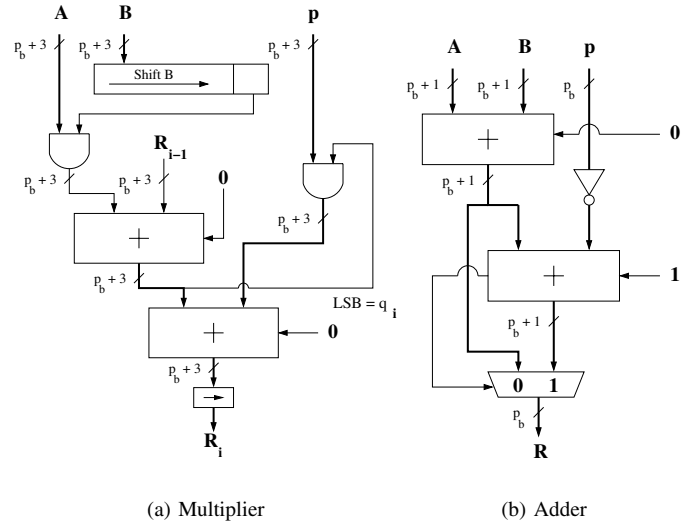 A B p
p_b + 3 p_b + 3 p_b + 3
Shift B
R_{i−1}
0
p_b + 3 p_b + 3
p_b + 3
+
p_b + 3
LSB = q_i
+
0
p_b + 3
R_i
(a) Multiplier
A B p
p_b + 1 p_b + 1 p_b
+
0
p_b + 1
+
1
p_b + 1
0 1
p_b
R
(b) Adder